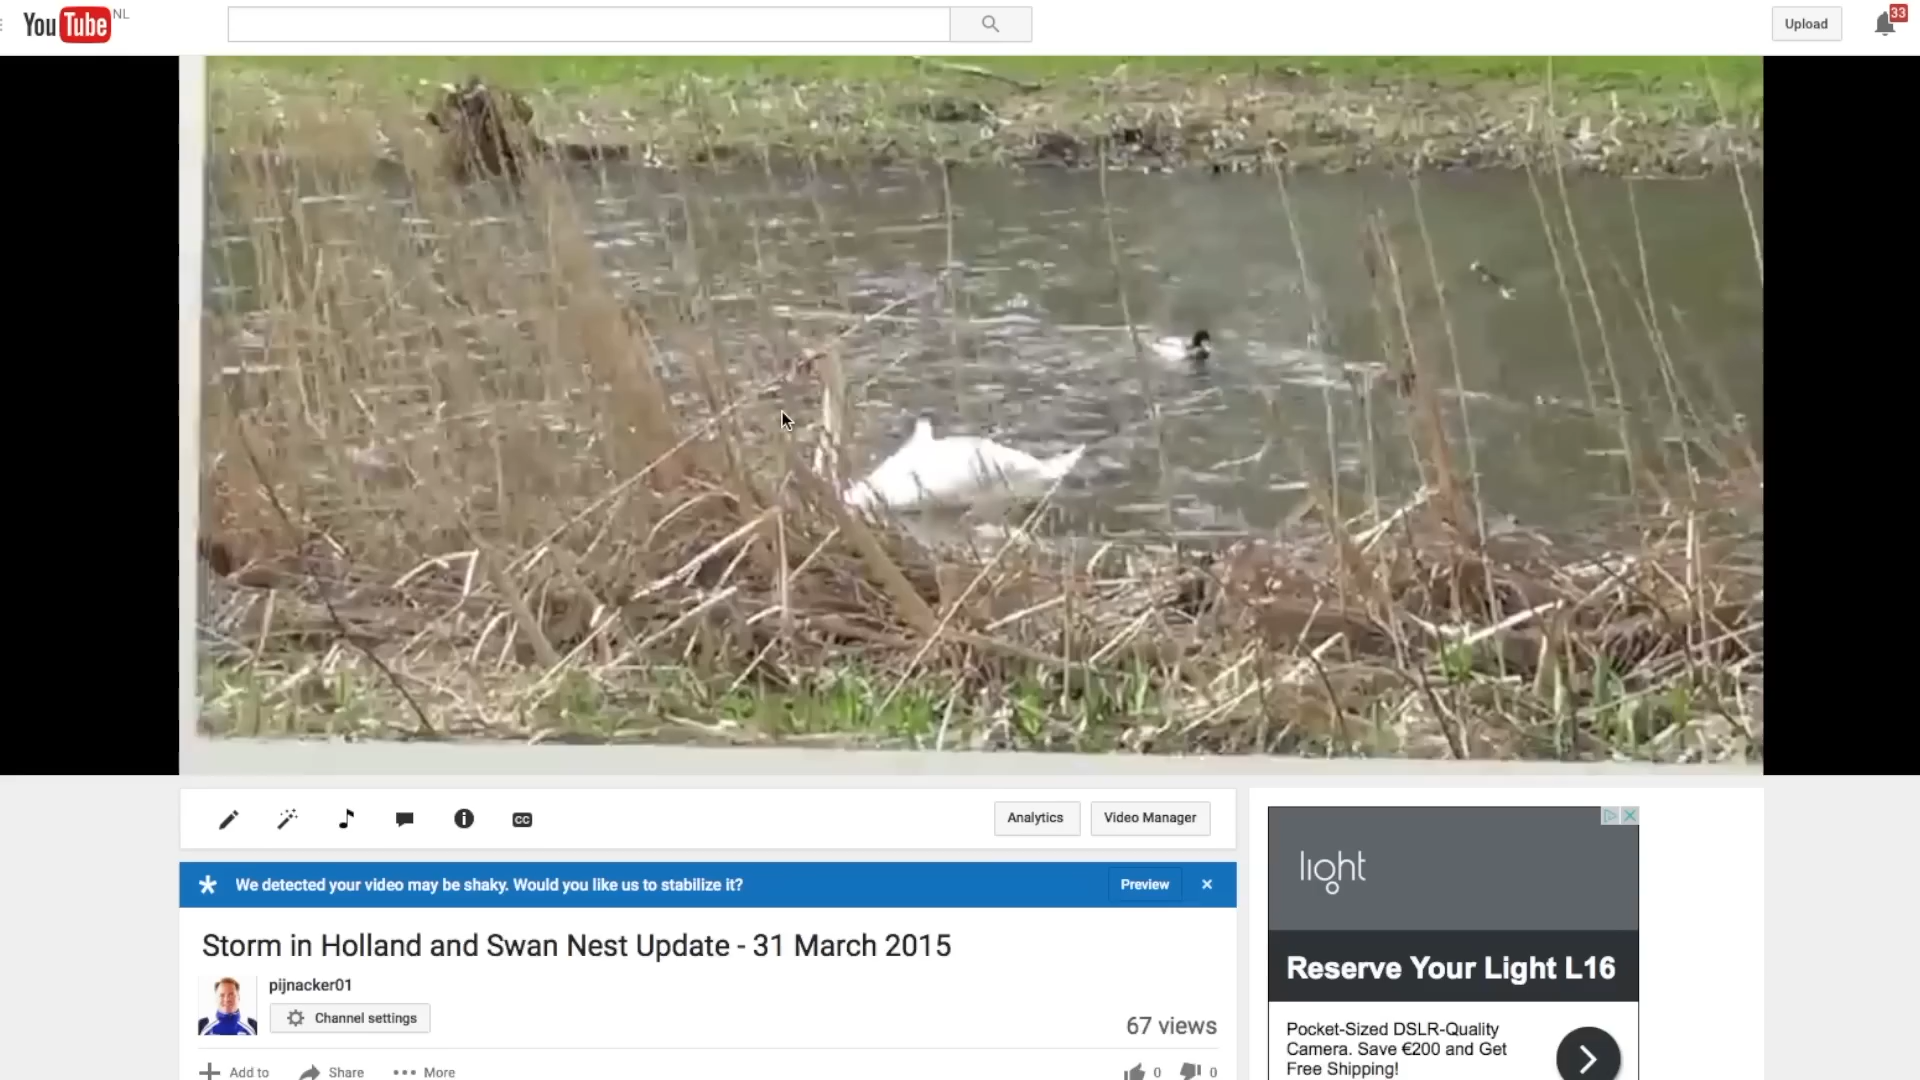 YouTube NL
Upload
33
Analytics
Video Manager
CC
We detected your video may be shaky. Would you like us to stabilize it?
Preview
Storm in Holland and Swan Nest Update - 31 March 2015
pijnacker01
Channel settings
67 views
Add to
Share
More
0
0
light
Reserve Your Light L16
Pocket-Sized DSLR-Quality
Camera. Save €200 and Get
Free Shipping!